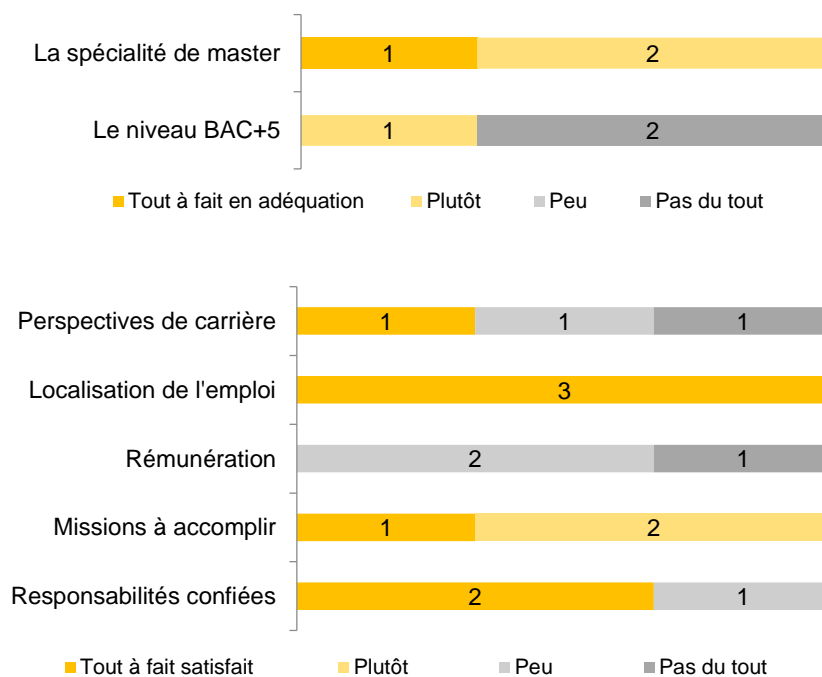 La spécialité de master 1 2
Le niveau BAC+5 1 2
Tout à fait en adéquation Plutôt Peu Pas du tout
Perspectives de carrière 1 1 1
Localisation de l'emploi 3
Rémunération 2 1
Missions à accomplir 1 2
Responsabilités confiées 2 1
Tout à fait satisfait Plutôt Peu Pas du tout